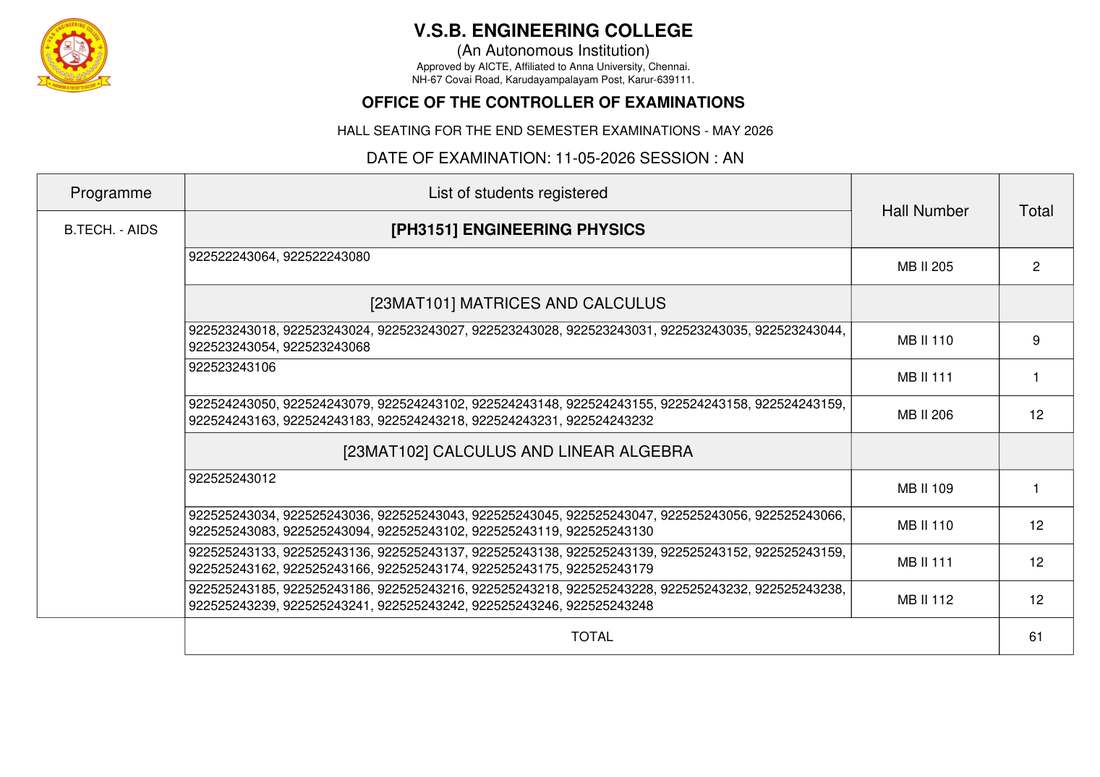 V.S.B. ENGINEERING COLLEGE
(An Autonomous Institution)
Approved by AICTE, Affiliated to Anna University, Chennai.
NH-67 Covai Road, Karudayampalayam Post, Karur-639111.
OFFICE OF THE CONTROLLER OF EXAMINATIONS
HALL SEATING FOR THE END SEMESTER EXAMINATIONS - MAY 2026
DATE OF EXAMINATION: 11-05-2026 SESSION : AN
Programme List of students registered Hall Number Total
B.TECH. - AIDS [PH3151] ENGINEERING PHYSICS
922522243064, 922522243080 MB II 205 2
[23MAT101] MATRICES AND CALCULUS
922523243018, 922523243024, 922523243027, 922523243028, 922523243031, 922523243035, 922523243044,
922523243054, 922523243068 MB II 110 9
922523243106 MB II 111 1
922524243050, 922524243079, 922524243102, 922524243148, 922524243155, 922524243158, 922524243159,
922524243163, 922524243183, 922524243218, 922524243231, 922524243232 MB II 206 12
[23MAT102] CALCULUS AND LINEAR ALGEBRA
922525243012 MB II 109 1
922525243034, 922525243036, 922525243043, 922525243045, 922525243047, 922525243056, 922525243066,
922525243083, 922525243094, 922525243102, 922525243119, 922525243130 MB II 110 12
922525243133, 922525243136, 922525243137, 922525243138, 922525243139, 922525243152, 922525243159,
922525243162, 922525243166, 922525243174, 922525243175, 922525243179 MB II 111 12
922525243185, 922525243186, 922525243216, 922525243218, 922525243228, 922525243232, 922525243238,
922525243239, 922525243241, 922525243242, 922525243246, 922525243248 MB II 112 12
TOTAL 61